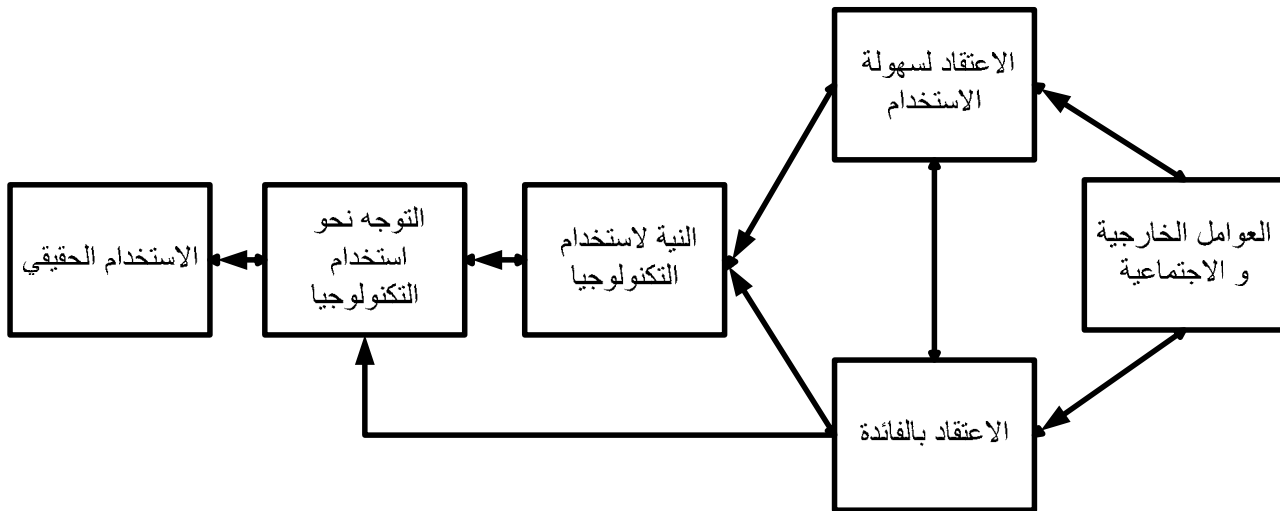 الاعتقاد لسهولة
الاستخدام
العوامل الخارجية
و الاجتماعية
النية لاستخدام
التكنولوجيا
التوجه نحو
استخدام
التكنولوجيا
الاستخدام الحقيقي
الاعتقاد بالفائدة